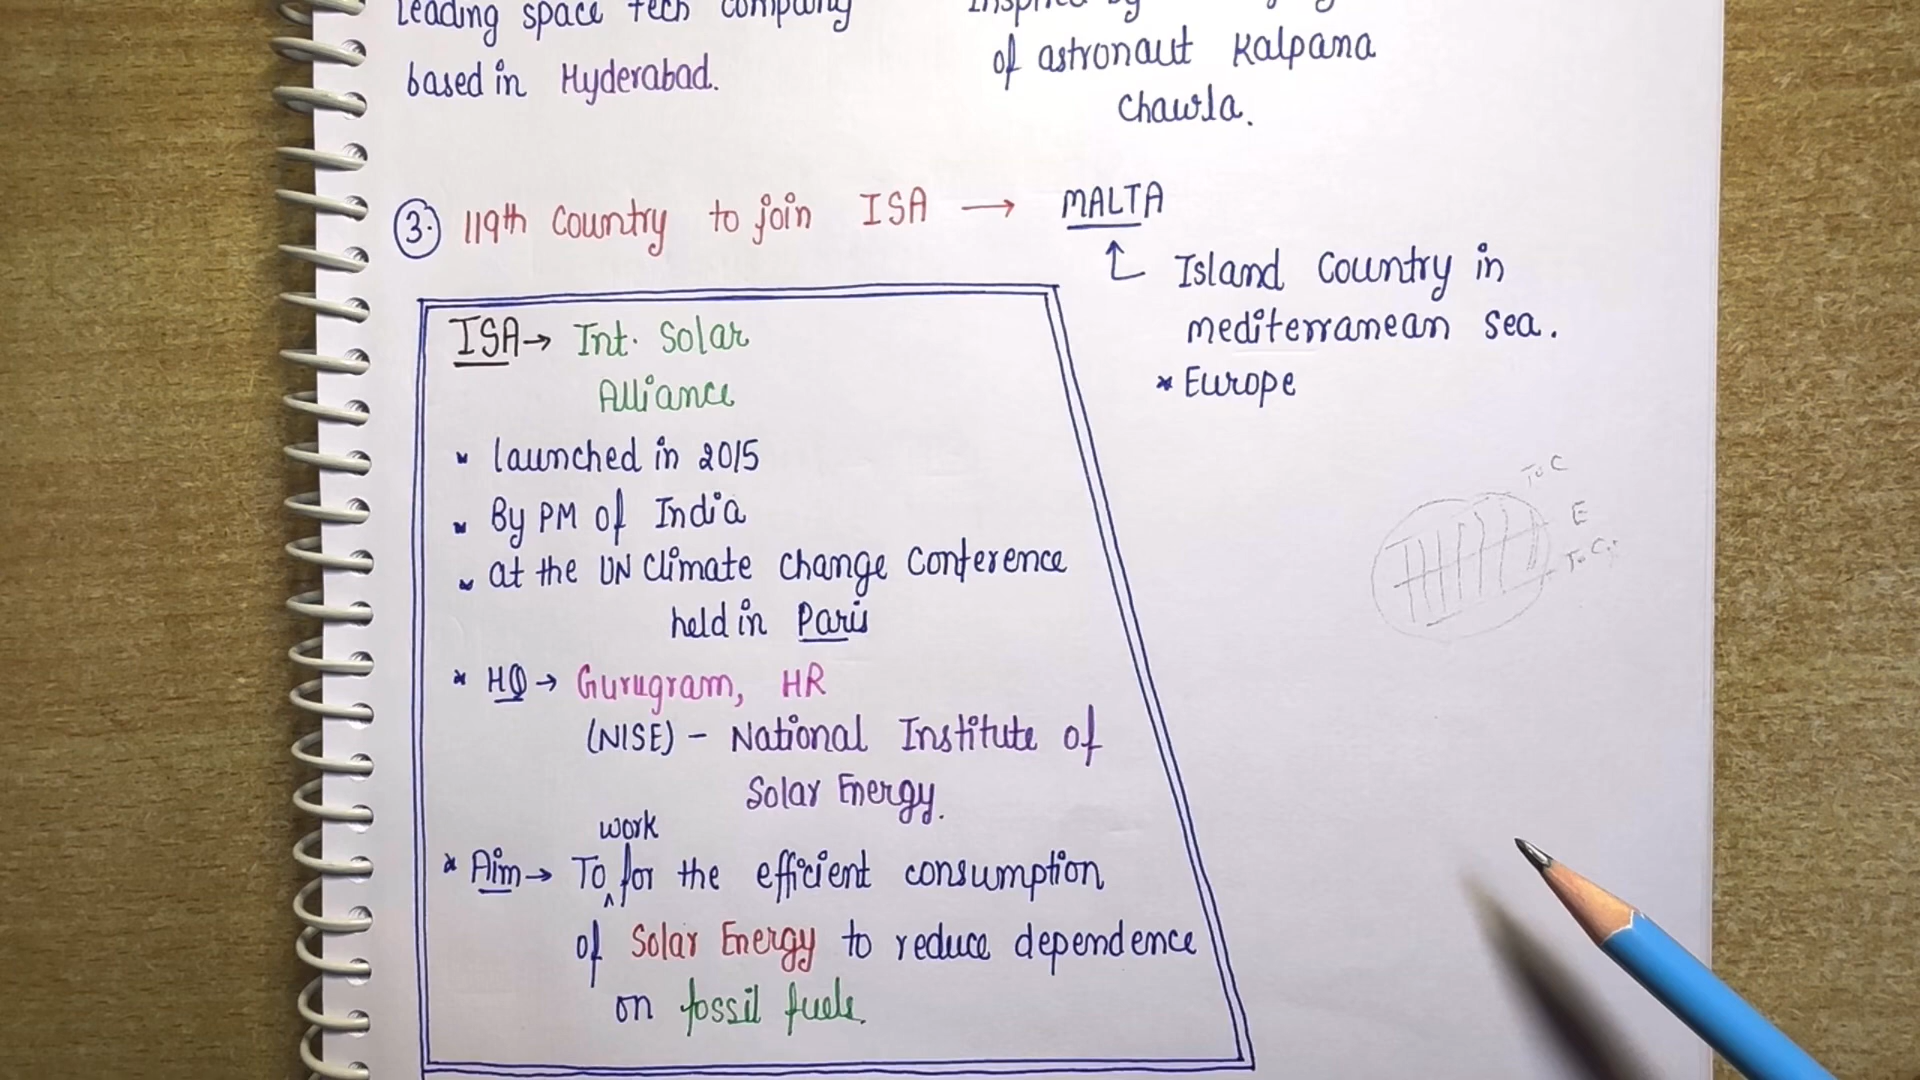 Leading space tech company
based in Hyderabad.
Inspired by
of astronaut Kalpana
Chawla.
3. 119th Country to join ISA → MALTA
Island Country in
mediterranean sea.
* Europe
ISA → Int. Solar
Alliance
launched in 2015
By PM of India
at the UN Climate Change Conference
held in Paris
* HQ → Gurugram, HR
(NISE) - National Institute of
Solar Energy.
work
* Aim → To ^ for the efficient consumption
of Solar Energy to reduce dependence
on fossil fuels.
ToC
E